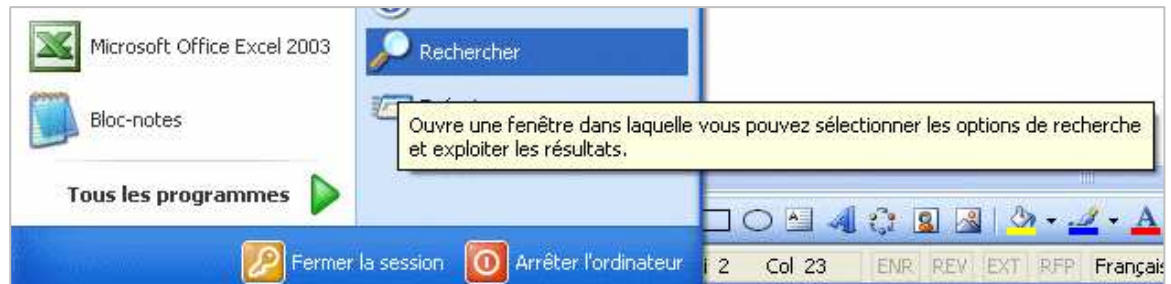 Microsoft Office Excel 2003
Rechercher
Bloc-notes
Ouvre une fenêtre dans laquelle vous pouvez sélectionner les options de recherche
et exploiter les résultats.
Tous les programmes
Fermer la session
Arrêter l'ordinateur
i 2 Col 23 ENR REV EXT RFP Français